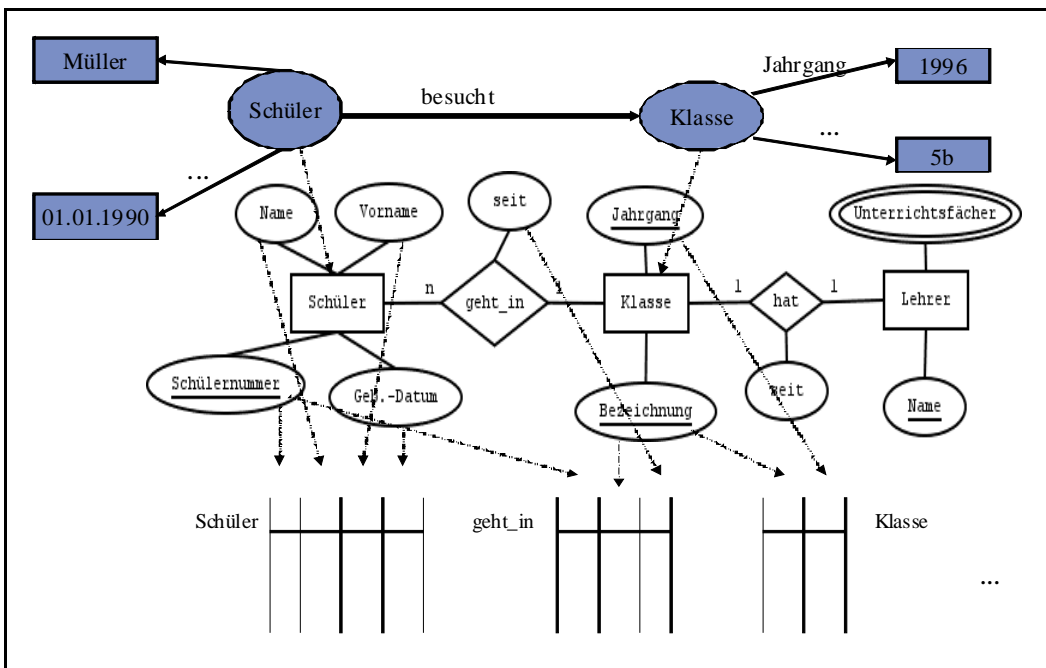 Müller
Jahrgang
1996
besucht
Schüler
Klasse
...
...
5b
01.01.1990
Name
Vorname
seit
Jahrgang
Unterrichtsfächer
Schüler
n
geht_in
1
Klasse
1
hat
1
Lehrer
Schülernummer
Geb.-Datum
Bezeichnung
seit
Name
Schüler
geht_in
Klasse
...